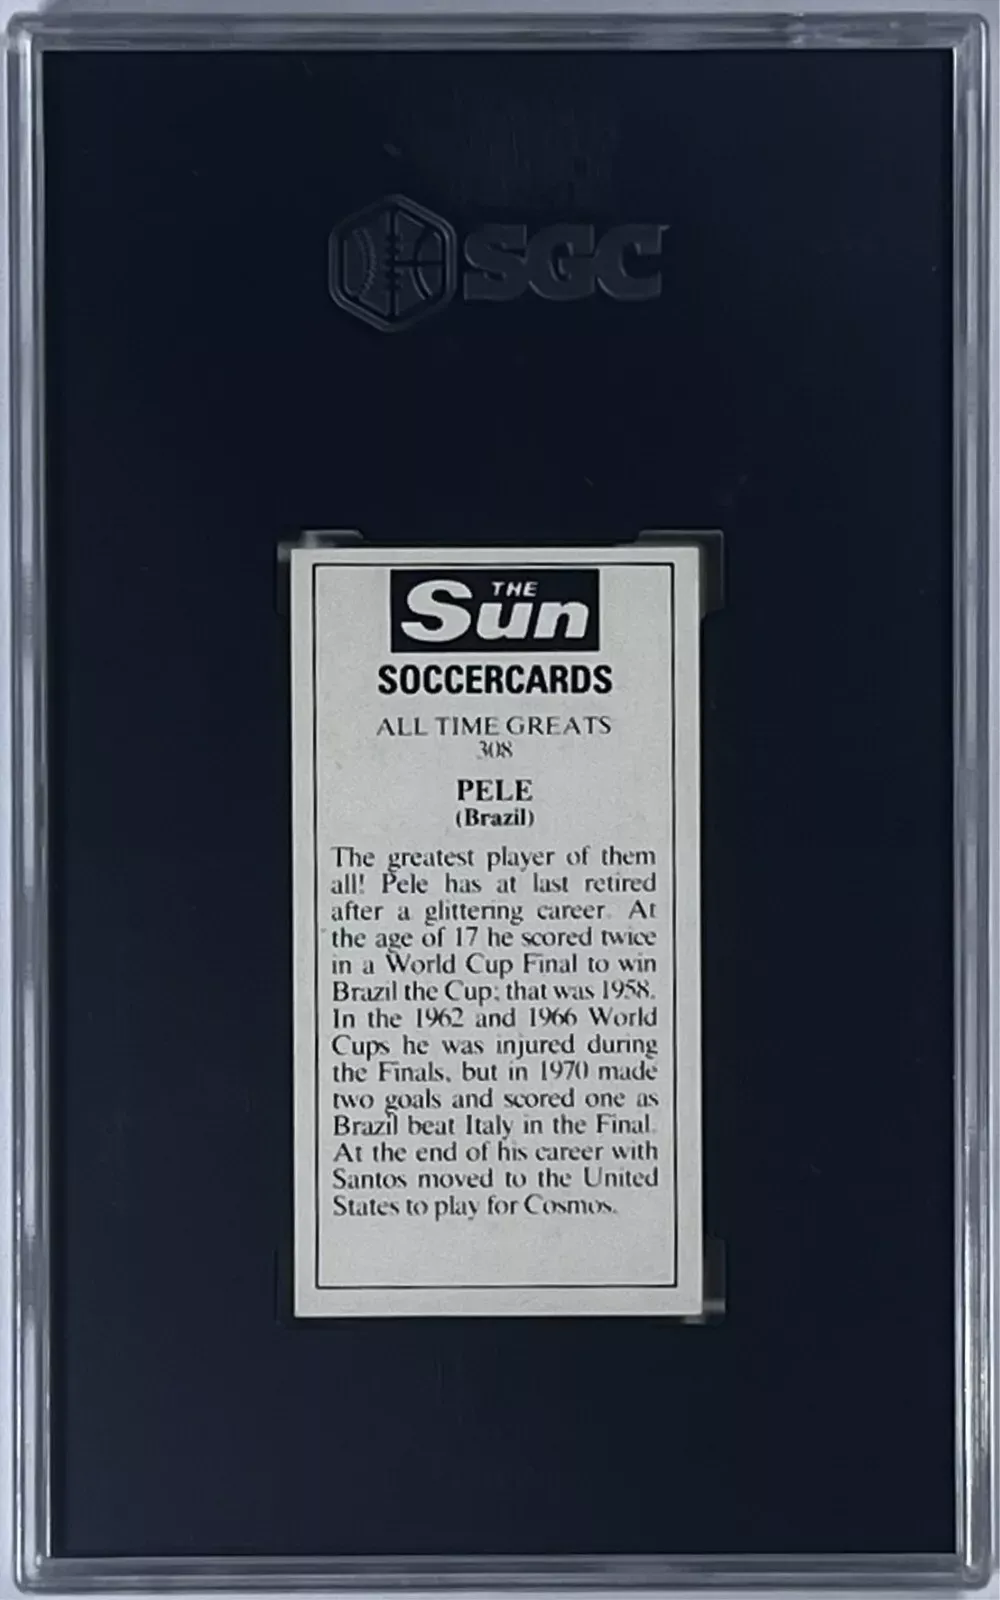 SGC
THE
Sun
SOCCERCARDS
ALL TIME GREATS
308
PELE
(Brazil)
The greatest player of them
all! Pele has at last retired
after a glittering career. At
the age of 17 he scored twice
in a World Cup Final to win
Brazil the Cup; that was 1958.
In the 1962 and 1966 World
Cups he was injured during
the Finals, but in 1970 made
two goals and scored one as
Brazil beat Italy in the Final.
At the end of his career with
Santos moved to the United
States to play for Cosmos.